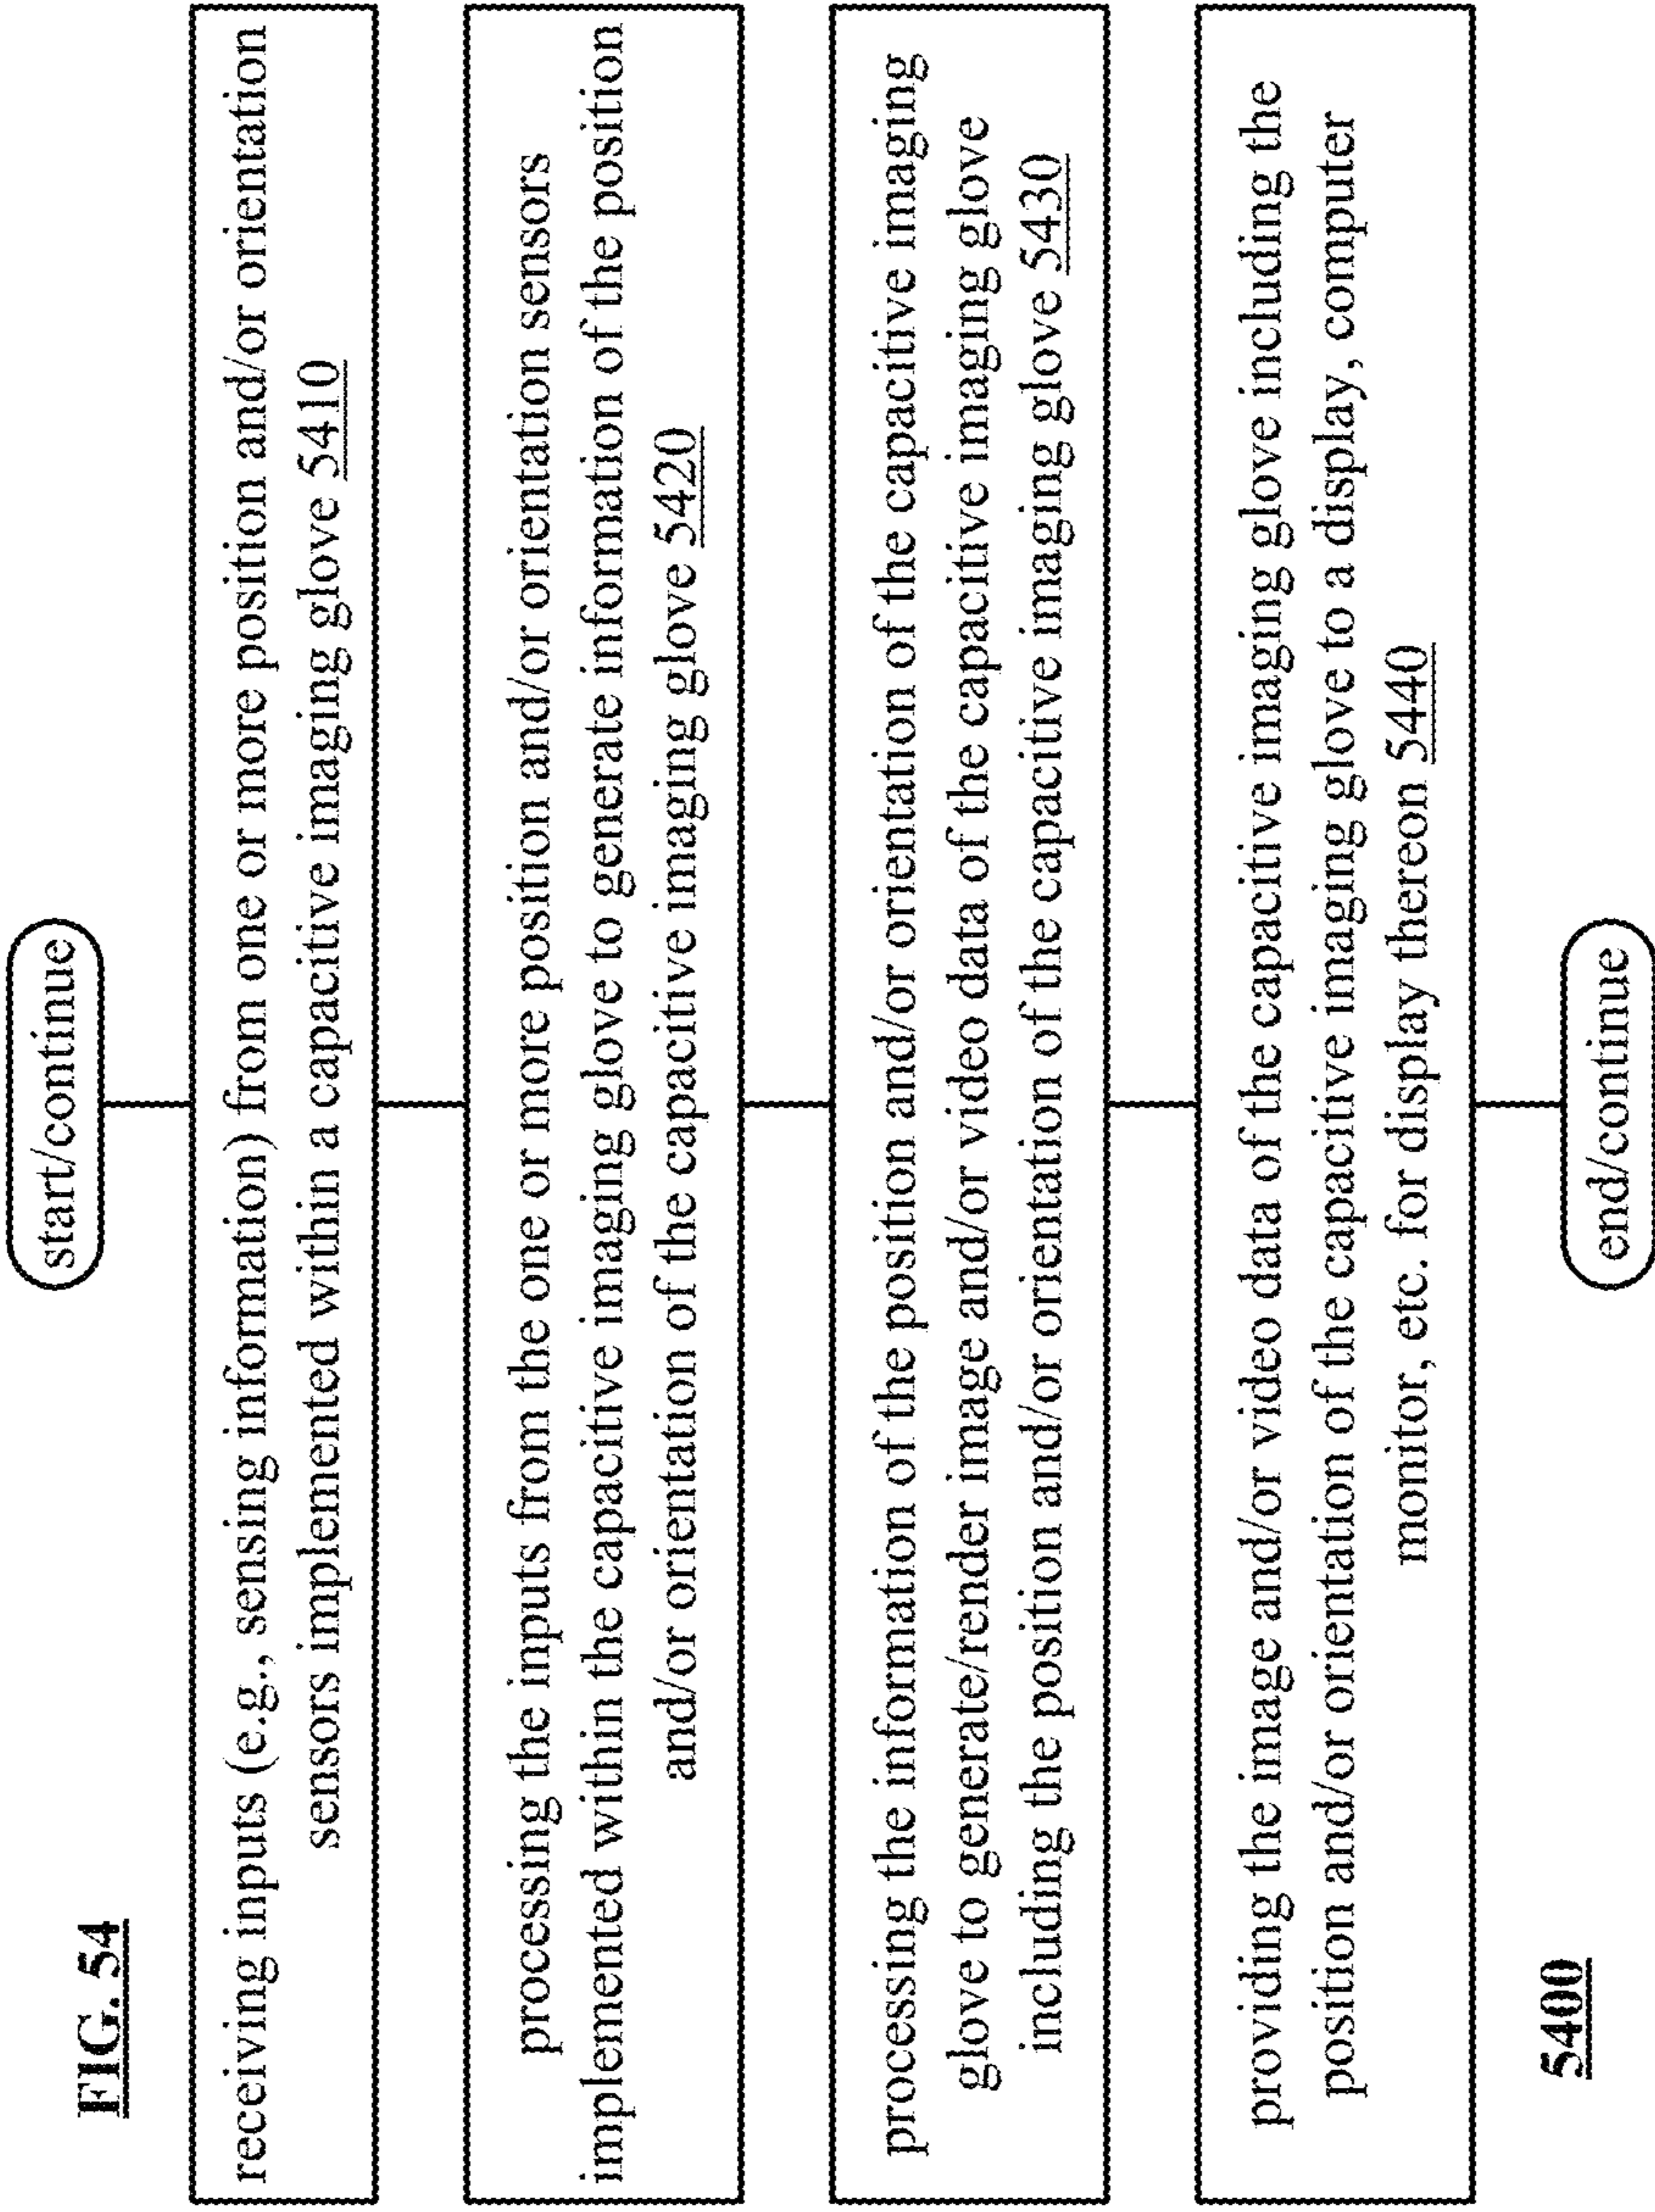 FIG. 54
start/continue
receiving inputs (e.g., sensing information) from one or more position and/or orientation
sensors implemented within a capacitive imaging glove 5410
processing the inputs from the one or more position and/or orientation sensors
implemented within the capacitive imaging glove to generate information of the position
and/or orientation of the capacitive imaging glove 5420
processing the information of the position and/or orientation of the capacitive imaging
glove to generate/render image and/or video data of the capacitive imaging glove
including the position and/or orientation of the capacitive imaging glove 5430
providing the image and/or video data of the capacitive imaging glove including the
position and/or orientation of the capacitive imaging glove to a display, computer
monitor, etc. for display thereon 5440
5400
end/continue